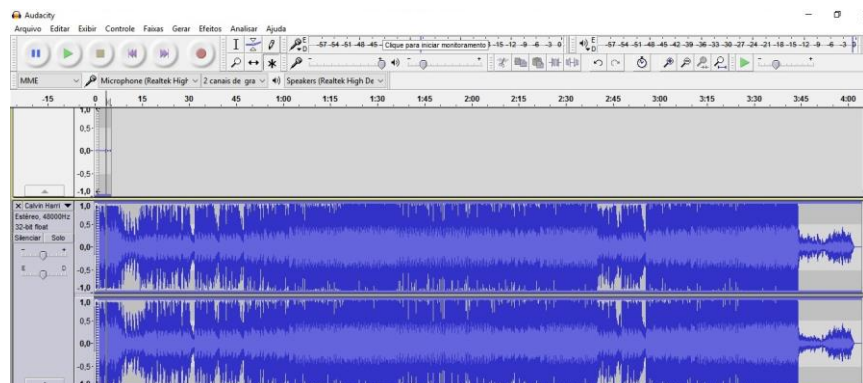 Audacity
Arquivo Editar Exibir Controle Faixas Gerar Efeitos Analisar Ajuda
-57 -54 -51 -48 -45 - Clique para iniciar monitoramento -15 -12 -9 -6 -3 0
E D -57 -54 -51 -48 -45 -42 -39 -36 -33 -30 -27 -24 -21 -18 -15 -12 -9 -6 -3 0
MME Microphone (Realtek High 2 canais de gra Speakers (Realtek High De
-15 0 15 30 45 1:00 1:15 1:30 1:45 2:00 2:15 2:30 2:45 3:00 3:15 3:30 3:45 4:00
1,0
0,5
0,0
-0,5
-1,0
Calvin Harri 1,0
Estéreo, 48000Hz
32-bit float 0,5
Silenciar Solo
- + 0,0
E D -0,5
-1,0
1,0
0,5
0,0
-0,5
-1,0